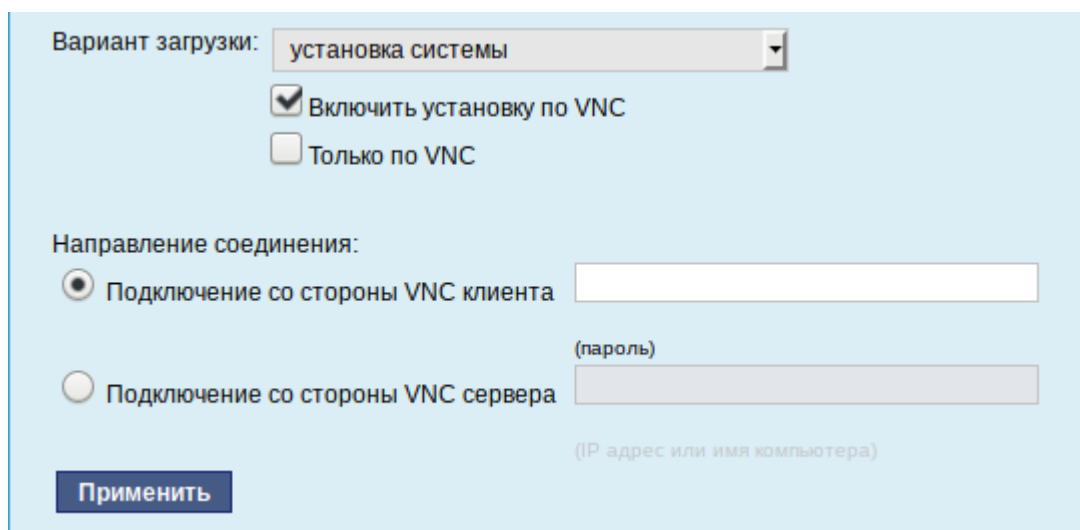 Вариант загрузки: установка системы
Включить установку по VNC
Только по VNC
Направление соединения:
Подключение со стороны VNC клиента
(пароль)
Подключение со стороны VNC сервера
(IP адрес или имя компьютера)
Применить